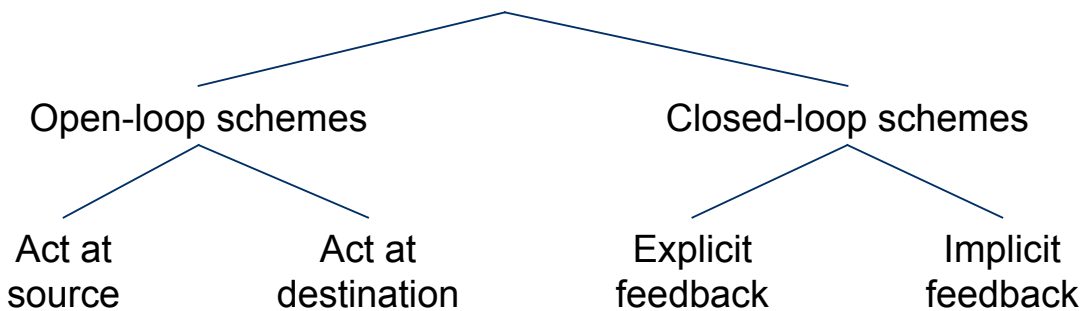 Open-loop schemes
Closed-loop schemes
Act at
source
Act at
destination
Explicit
feedback
Implicit
feedback